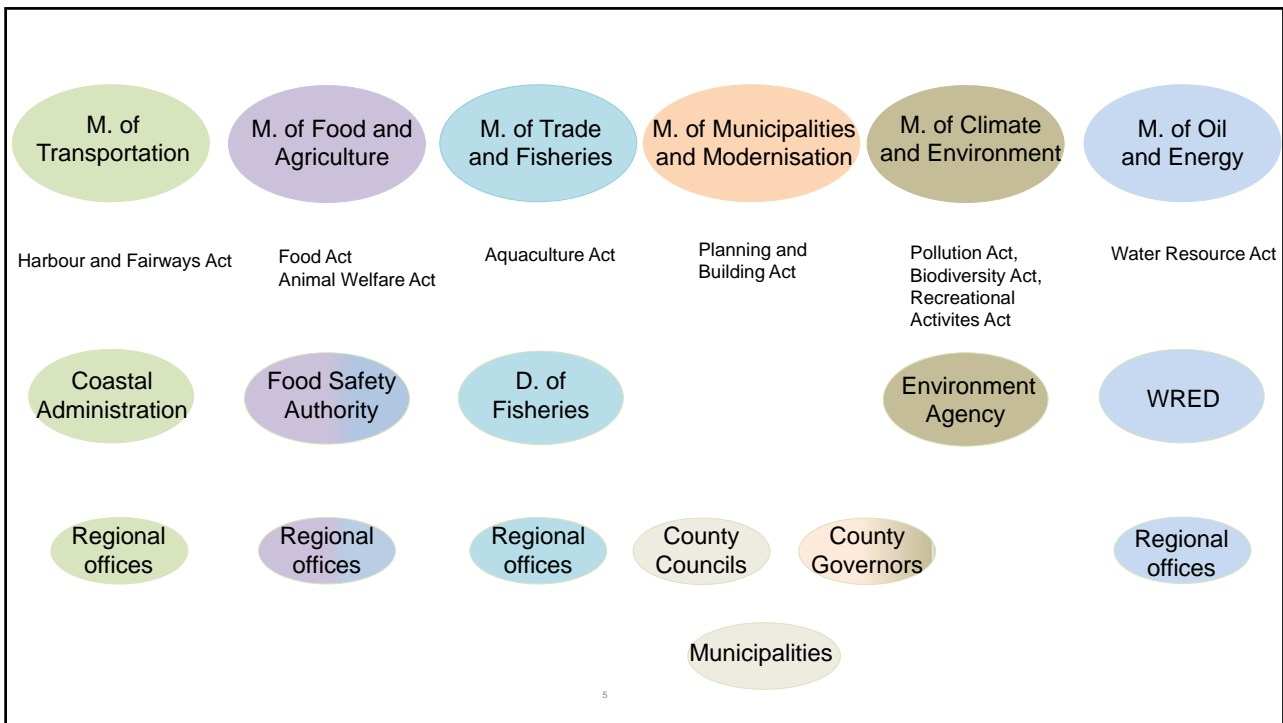 M. of
Transportation
M. of Food and
Agriculture
M. of Trade
and Fisheries
M. of Municipalities
and Modernisation
M. of Climate
and Environment
M. of Oil
and Energy
Harbour and Fairways Act
Food Act
Animal Welfare Act
Aquaculture Act
Planning and
Building Act
Pollution Act,
Biodiversity Act,
Recreational
Activites Act
Water Resource Act
Coastal
Administration
Food Safety
Authority
D. of
Fisheries
Environment
Agency
WRED
Regional
offices
Regional
offices
Regional
offices
County
Councils
County
Governors
Regional
offices
Municipalities
5